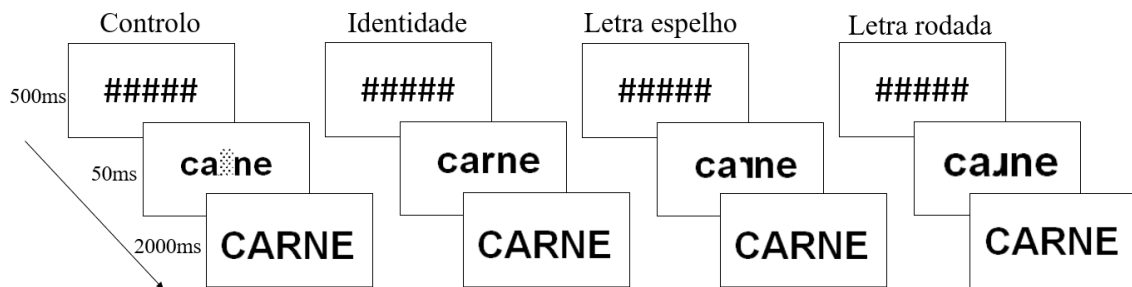 Controlo Identidade Letra espelho Letra rodada
500ms ##### ##### ##### #####
50ms ca▒ne carne caɿne caɹne
2000ms CARNE CARNE CARNE CARNE